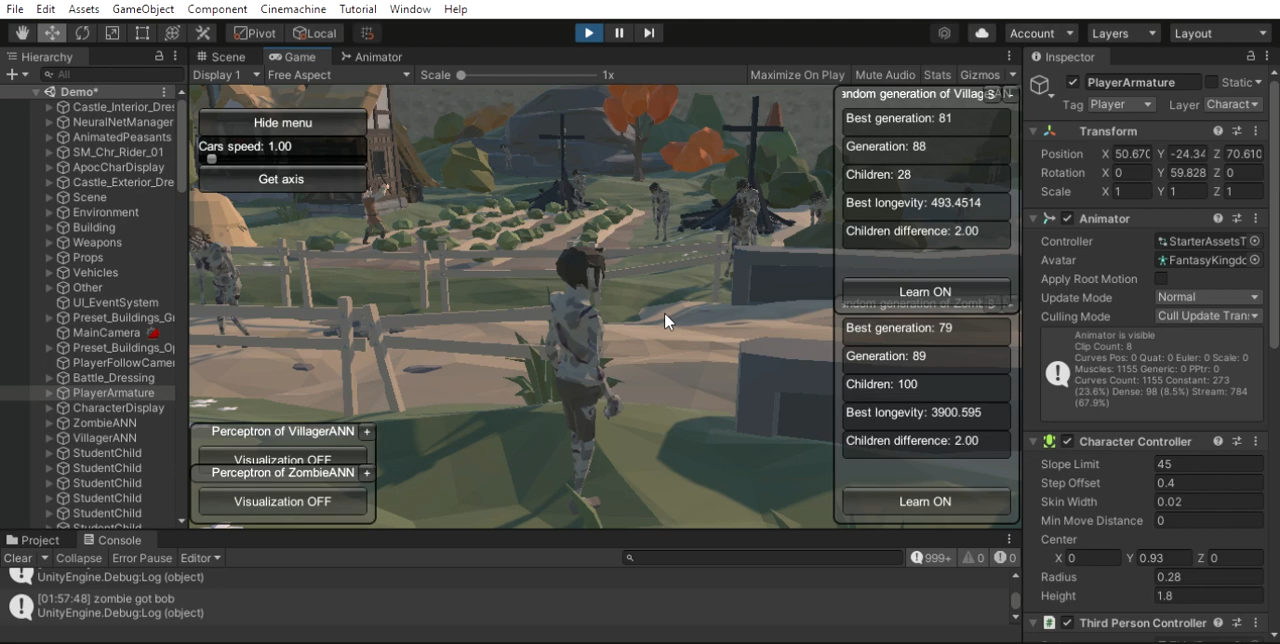 File Edit Assets GameObject Component Cinemachine Tutorial Window Help
Pivot Local Account Layers Layout
Hierarchy Scene Game Animator Inspector
All Display 1 Free Aspect Scale 1x Maximize On Play Mute Audio Stats Gizmos
Demo*
Castle_Interior_Dres
NeuralNetManager
AnimatedPeasants
SM_Chr_Rider_01
ApocCharDisplay
Castle_Exterior_Dre
Scene
Environment
Building
Weapons
Props
Vehicles
Other
UI_EventSystem
Preset_Buildings_G
MainCamera
Preset_Buildings_Op
PlayerFollowCamer
Battle_Dressing
PlayerArmature
CharacterDisplay
ZombieANN
VillagerANN
StudentChild
StudentChild
StudentChild
StudentChild
StudentChild
StudentChild
Hide menu
Cars speed: 1.00
Get axis
Perceptron of VillagerANN +
Visualization OFF
Perceptron of ZombieANN +
Visualization OFF
andom generation of Villag
Best generation: 81
Generation: 88
Children: 28
Best longevity: 493.4514
Children difference: 2.00
Learn ON
andom generation of Zomb
Best generation: 79
Generation: 89
Children: 100
Best longevity: 3900.595
Children difference: 2.00
Learn ON
PlayerArmature Static
Tag Player Layer Charact
Transform
Position X 50.670 Y -24.34 Z 70.610
Rotation X 0 Y 59.828 Z 0
Scale X 1 Y 1 Z 1
Animator
Controller StarterAssetsT
Avatar FantasyKingdc
Apply Root Motion
Update Mode Normal
Culling Mode Cull Update Tran
Animator is visible
Clip Count: 8
Curves Pos: 0 Quat: 0 Euler: 0 Scale: 0
Muscles: 1155 Generic: 0 PPtr: 0
Curves Count: 1155 Constant: 273
(23.6%) Dense: 98 (8.5%) Stream: 784
(67.9%)
Character Controller
Slope Limit 45
Step Offset 0.4
Skin Width 0.02
Min Move Distance 0
Center
X 0 Y 0.93 Z 0
Radius 0.28
Height 1.8
Third Person Controller
Project Console
Clear Collapse Error Pause Editor 999+ 0 0
UnityEngine.Debug:Log (object)
[01:57:48] zombie got bob
UnityEngine.Debug:Log (object)